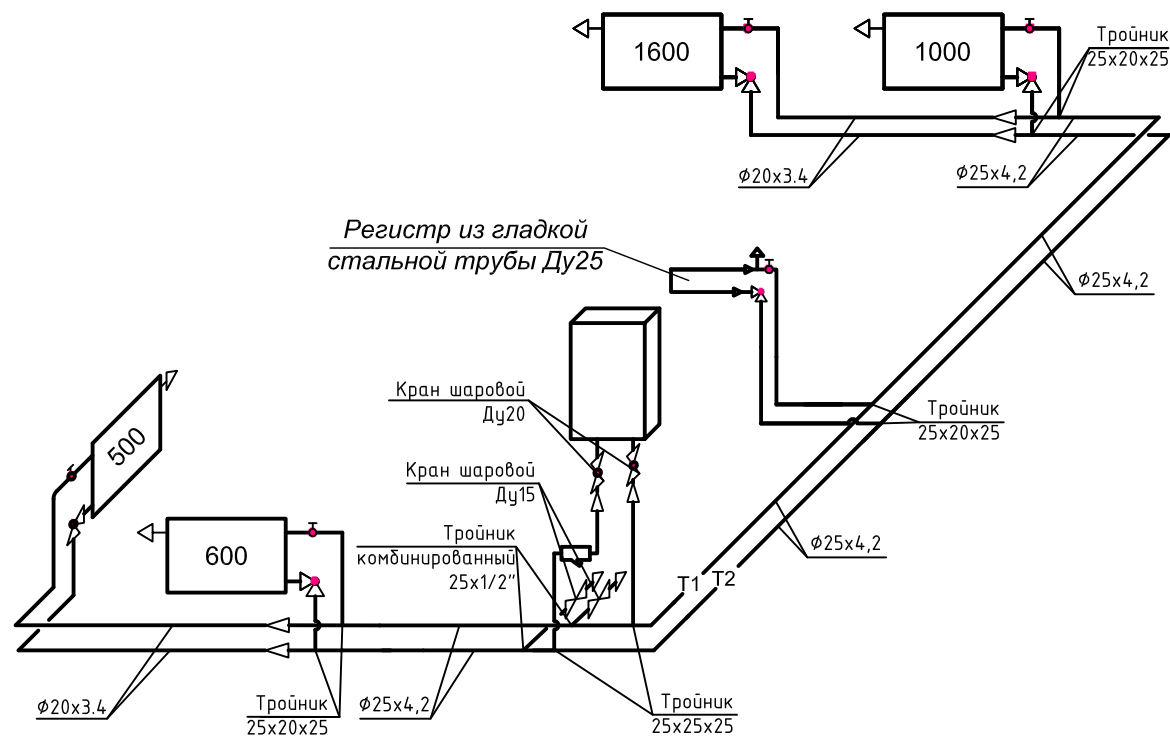 1600
1000
Тройник
25х20х25
Ф20х3.4
Ф25х4,2
Регистр из гладкой
стальной трубы Ду25
Ф25х4,2
Кран шаровой
Ду20
Тройник
25х20х25
500
Кран шаровой
Ду15
Тройник
комбинированный
25х1/2"
600
Ф25х4,2
Т1 Т2
Ф20х3.4
Тройник
25х20х25
Ф25х4,2
Тройник
25х25х25